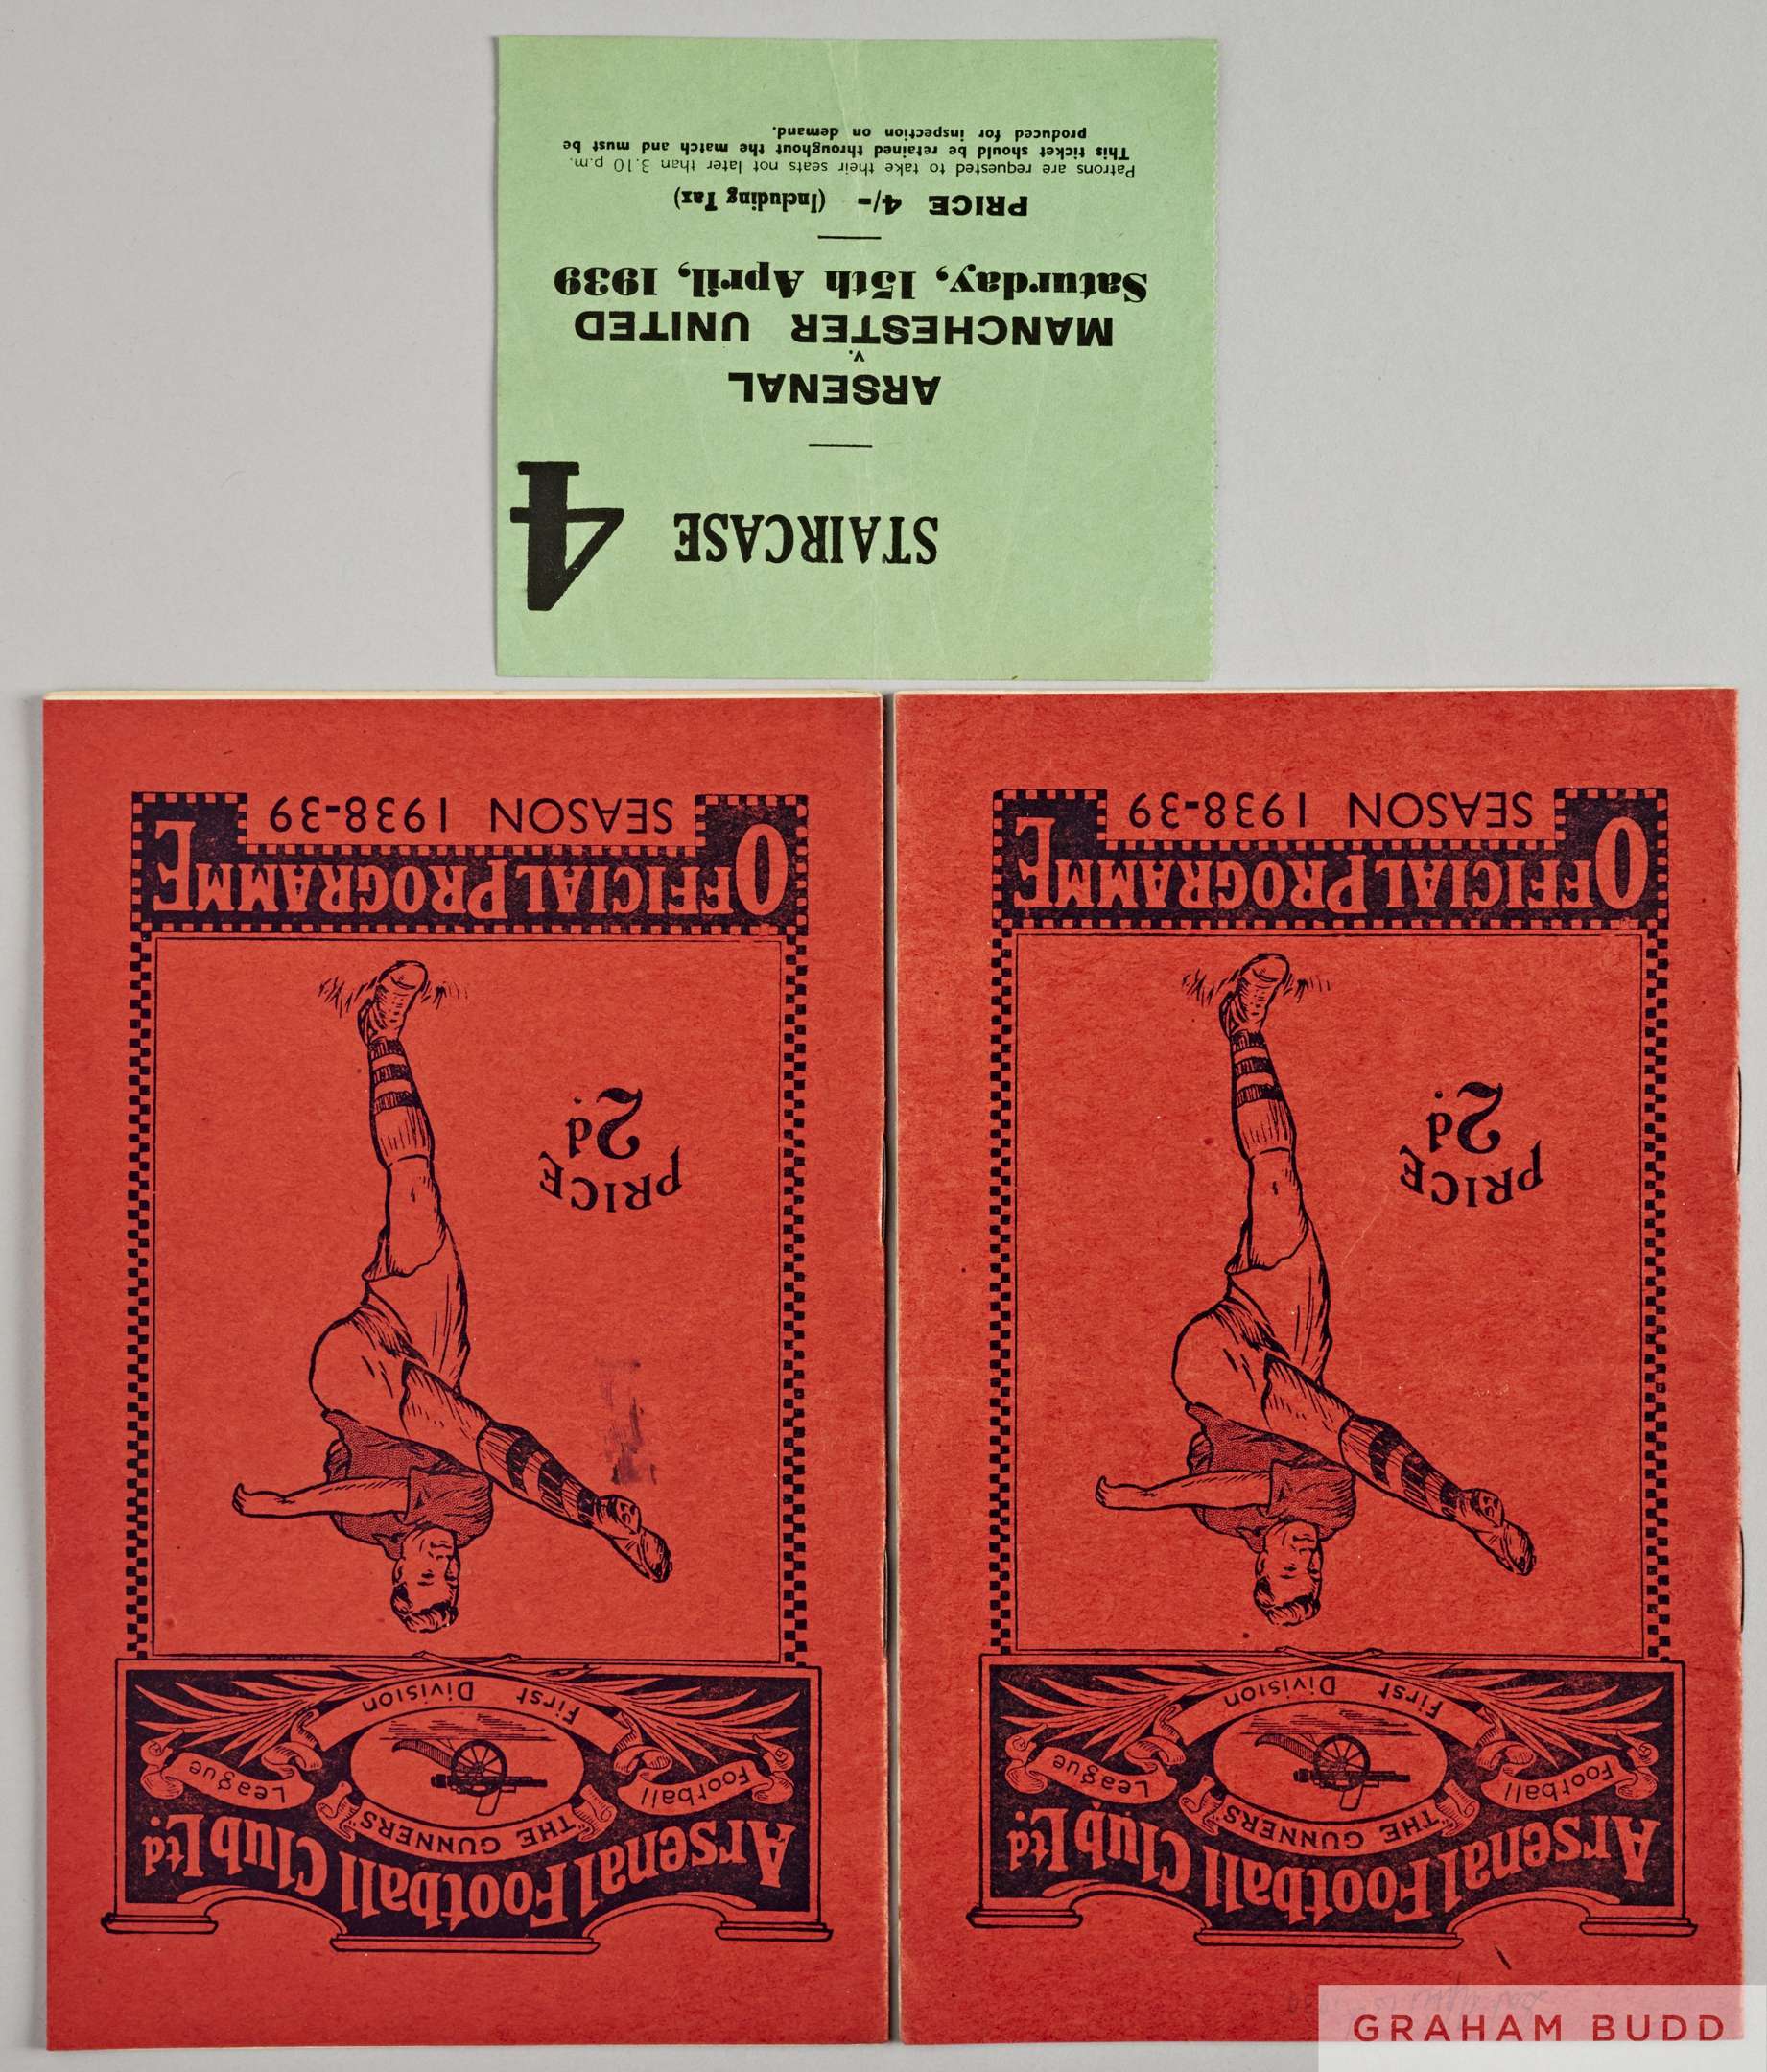 STAIRCASE 4
ARSENAL
v.
MANCHESTER UNITED
Saturday, 15th April, 1939
PRICE 4/- (Including Tax)
Patrons are requested to take their seats not later than 3.10 p.m.
This ticket should be retained throughout the match and must be
produced for inspection on demand.
Arsenal Football Club Ltd.
"THE GUNNERS"
Football League
First Division
PRICE
2d.
OFFICIAL PROGRAMME
SEASON 1938-39
Arsenal Football Club Ltd.
"THE GUNNERS"
Football League
First Division
PRICE
2d.
OFFICIAL PROGRAMME
SEASON 1938-39
GRAHAM BUDD